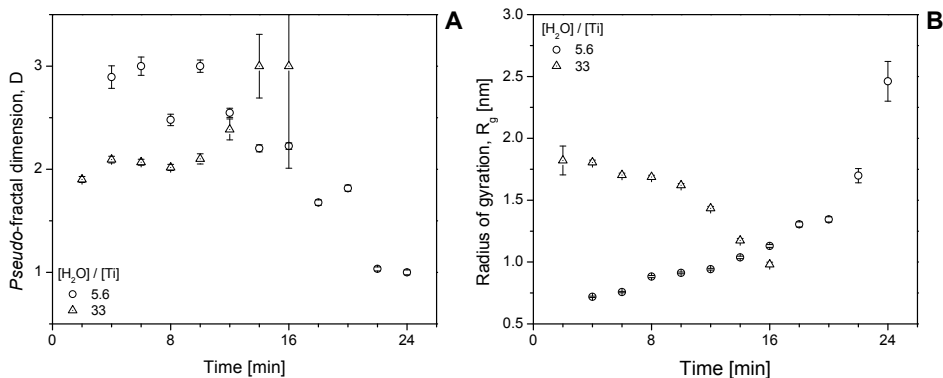 A
Pseudo-fractal dimension, D
3
2
1
[H₂O] / [Ti]
5.6
33
0 8 16 24
Time [min]
B
Radius of gyration, R_g [nm]
3.0
2.5
2.0
1.5
1.0
0.5
[H₂O] / [Ti]
5.6
33
0 8 16 24
Time [min]